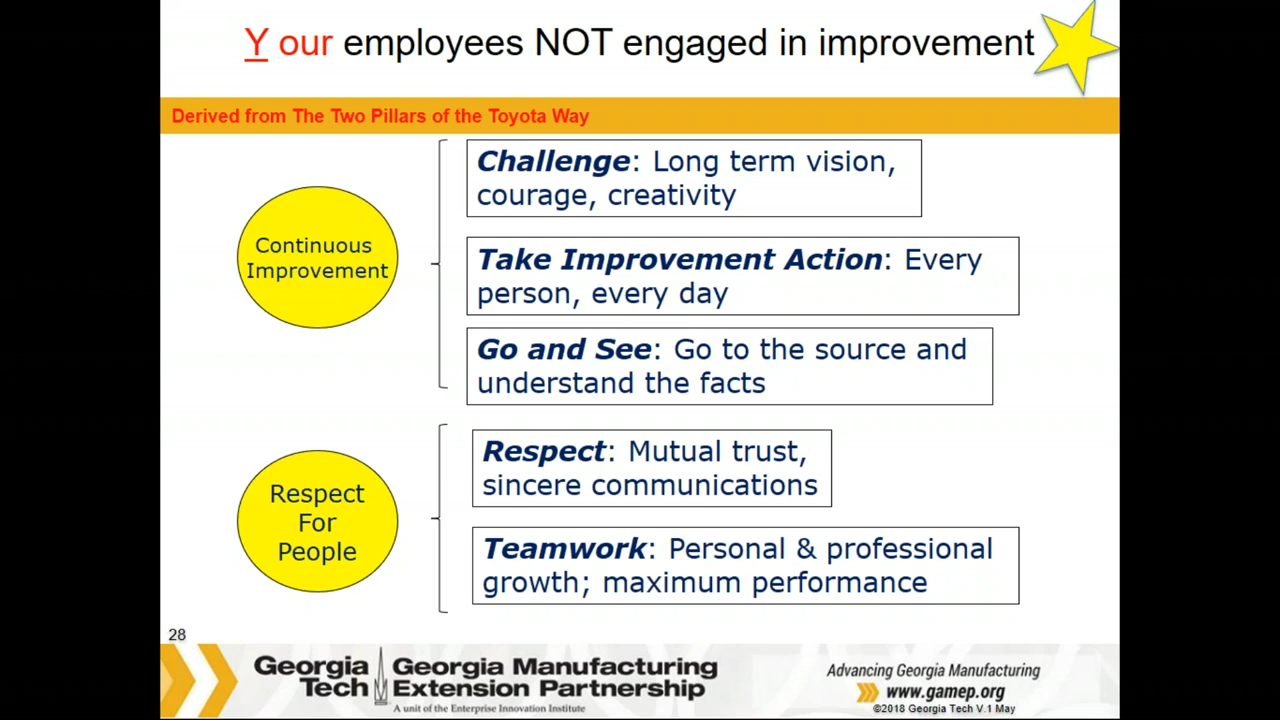 Y our employees NOT engaged in improvement
Derived from The Two Pillars of the Toyota Way
Continuous
Improvement
Challenge: Long term vision,
courage, creativity
Take Improvement Action: Every
person, every day
Go and See: Go to the source and
understand the facts
Respect
For
People
Respect: Mutual trust,
sincere communications
Teamwork: Personal & professional
growth; maximum performance
28
Georgia
Tech
Georgia Manufacturing
Extension Partnership
A unit of the Enterprise Innovation Institute
Advancing Georgia Manufacturing
www.gamep.org
©2018 Georgia Tech V.1 May